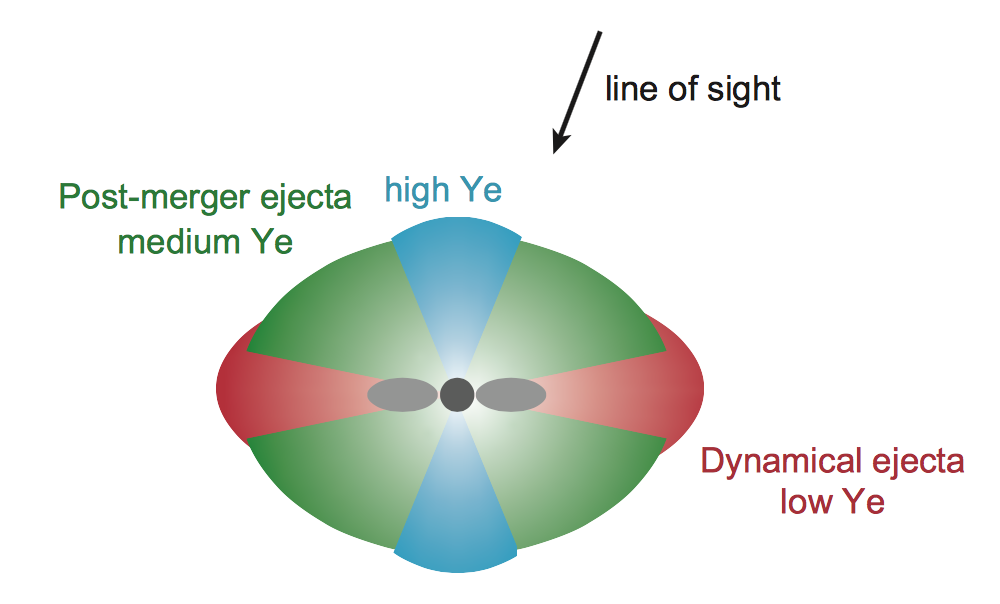 line of sight
Post-merger ejecta
medium Ye
high Ye
Dynamical ejecta
low Ye